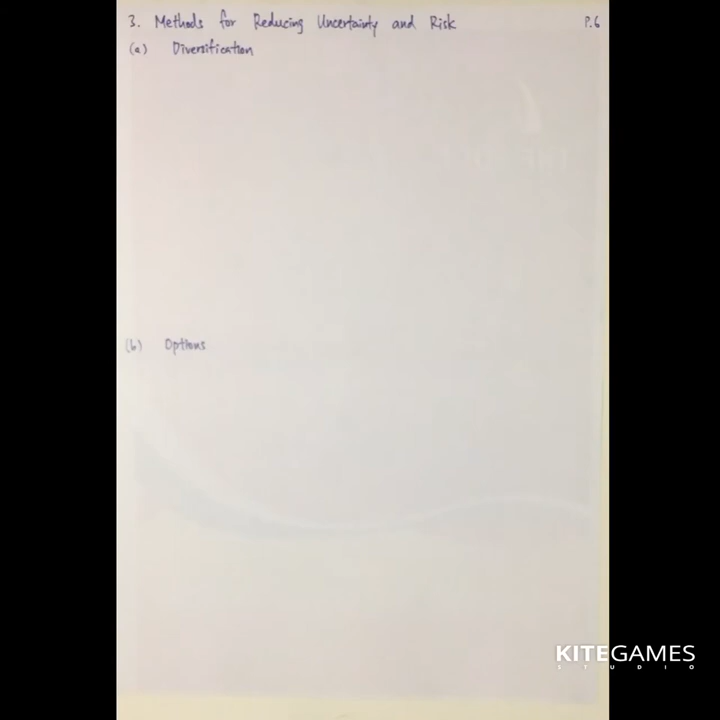 3. Methods for Reducing Uncertainty and Risk P.6
(a) Diversification
(b) Options
KITEGAMES
STUDIO